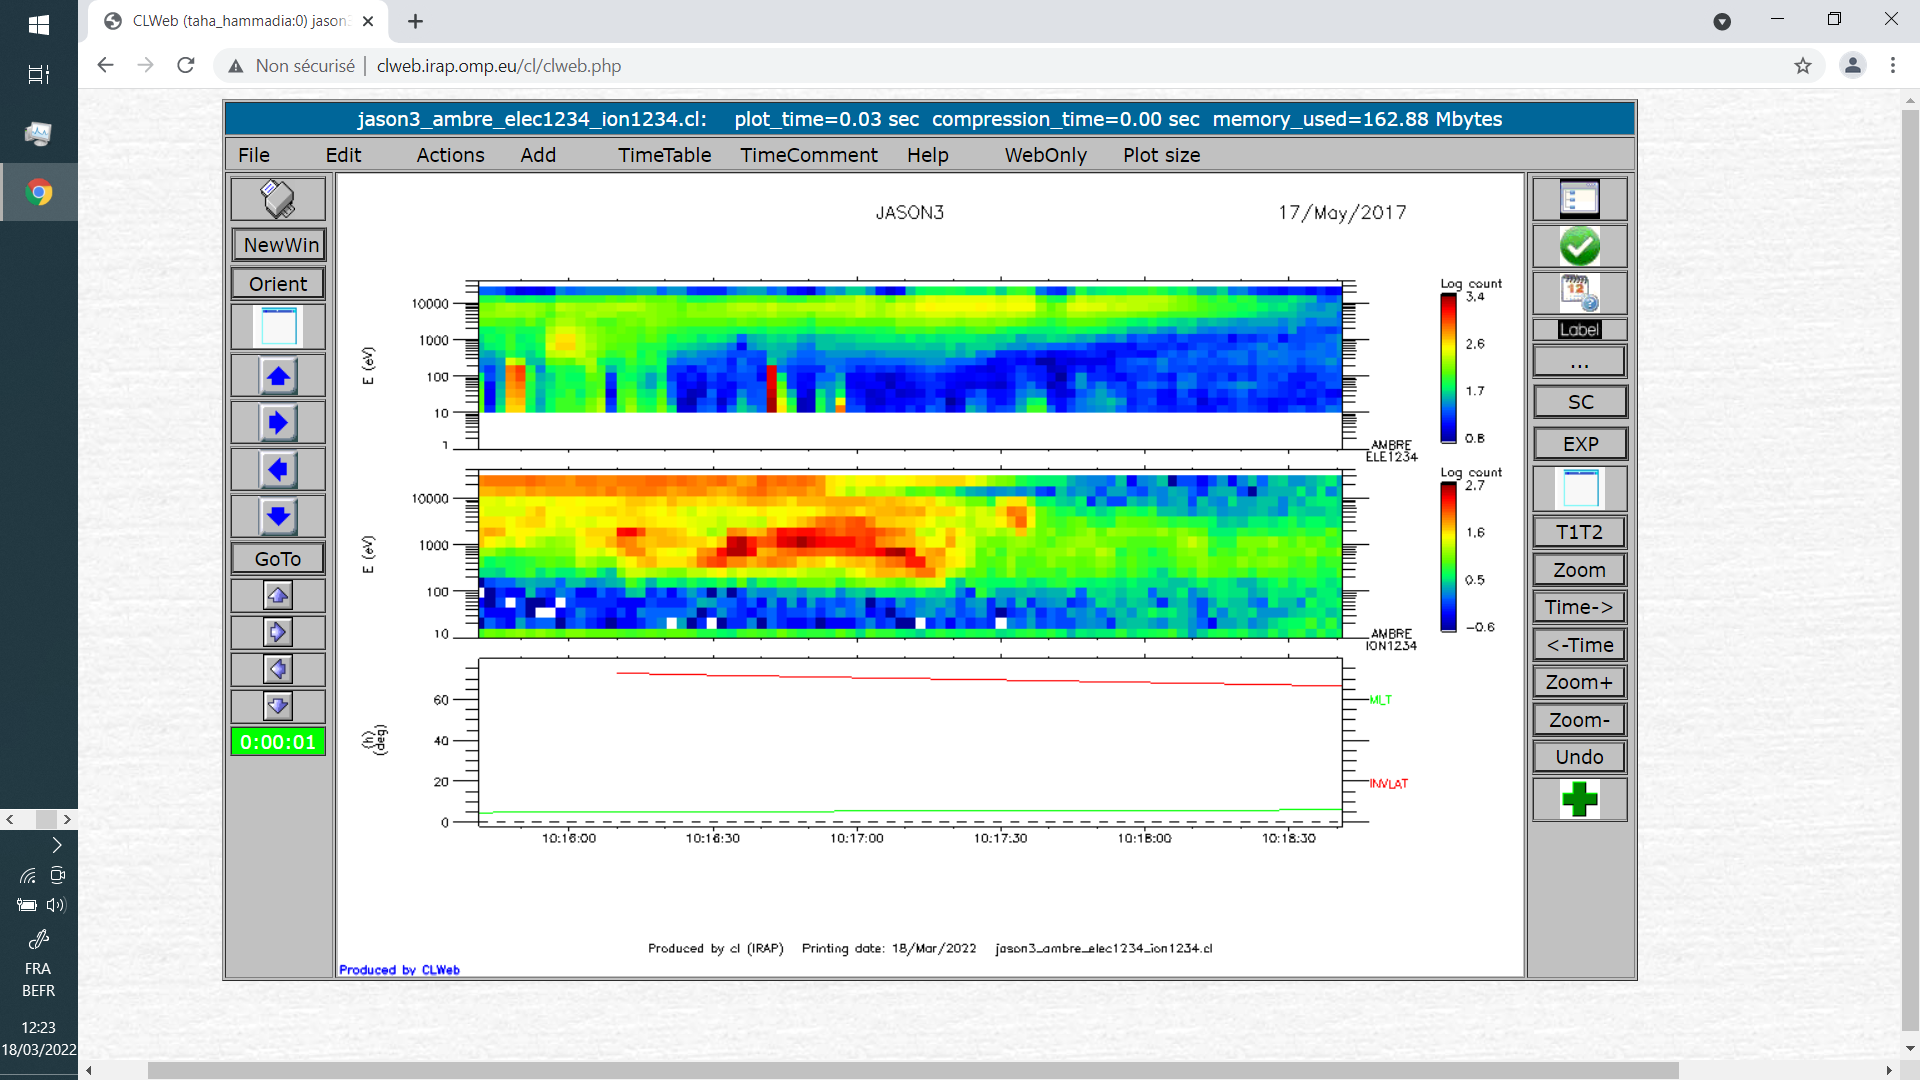 CLWeb (taha_hammadia:0) jason3
Non sécurisé | clweb.irap.omp.eu/cl/clweb.php
jason3_ambre_elec1234_ion1234.cl: plot_time=0.03 sec compression_time=0.00 sec memory_used=162.88 Mbytes
File Edit Actions Add TimeTable TimeComment Help WebOnly Plot size
NewWin
Orient
GoTo
0:00:01
JASON3 17/May/2017
10000
1000
100
10
1
E (eV)
Log count
3.4
2.6
1.7
0.8
AMBRE
ELE1234
10000
1000
100
10
E (eV)
Log count
2.7
1.6
0.5
-0.6
AMBRE
ION1234
60
40
20
0
(h)
(deg)
MLT
INVLAT
10:16:00 10:16:30 10:17:00 10:17:30 10:18:00 10:18:30
Produced by cl (IRAP) Printing date: 18/Mar/2022 jason3_ambre_elec1234_ion1234.cl
Produced by CLWeb
12
Label
...
SC
EXP
T1T2
Zoom
Time->
<-Time
Zoom+
Zoom-
Undo
FRA
BEFR
12:23
18/03/2022